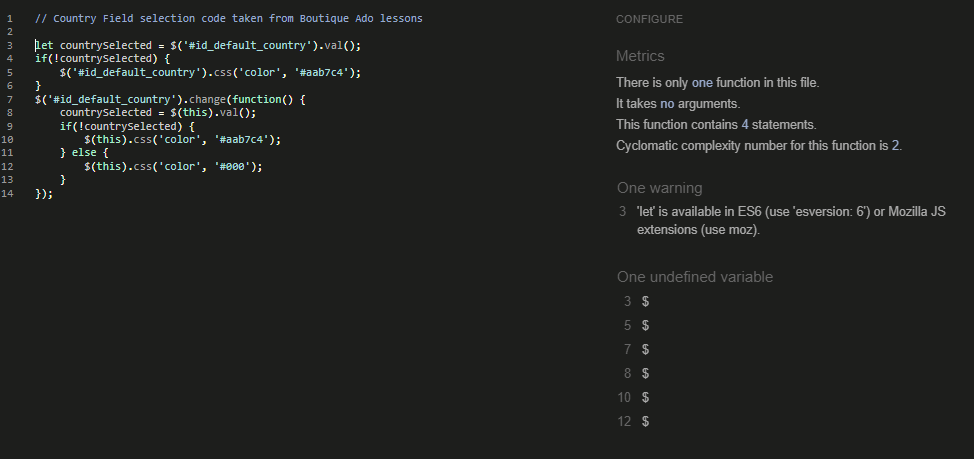 1 // Country Field selection code taken from Boutique Ado lessons
2
3 let countrySelected = $('#id_default_country').val();
4 if(!countrySelected) {
5     $('#id_default_country').css('color', '#aab7c4');
6 }
7 $('#id_default_country').change(function() {
8     countrySelected = $(this).val();
9     if(!countrySelected) {
10         $(this).css('color', '#aab7c4');
11     } else {
12         $(this).css('color', '#000');
13     }
14 });
CONFIGURE
Metrics
There is only one function in this file.
It takes no arguments.
This function contains 4 statements.
Cyclomatic complexity number for this function is 2.
One warning
3 'let' is available in ES6 (use 'esversion: 6') or Mozilla JS
extensions (use moz).
One undefined variable
3 $
5 $
7 $
8 $
10 $
12 $